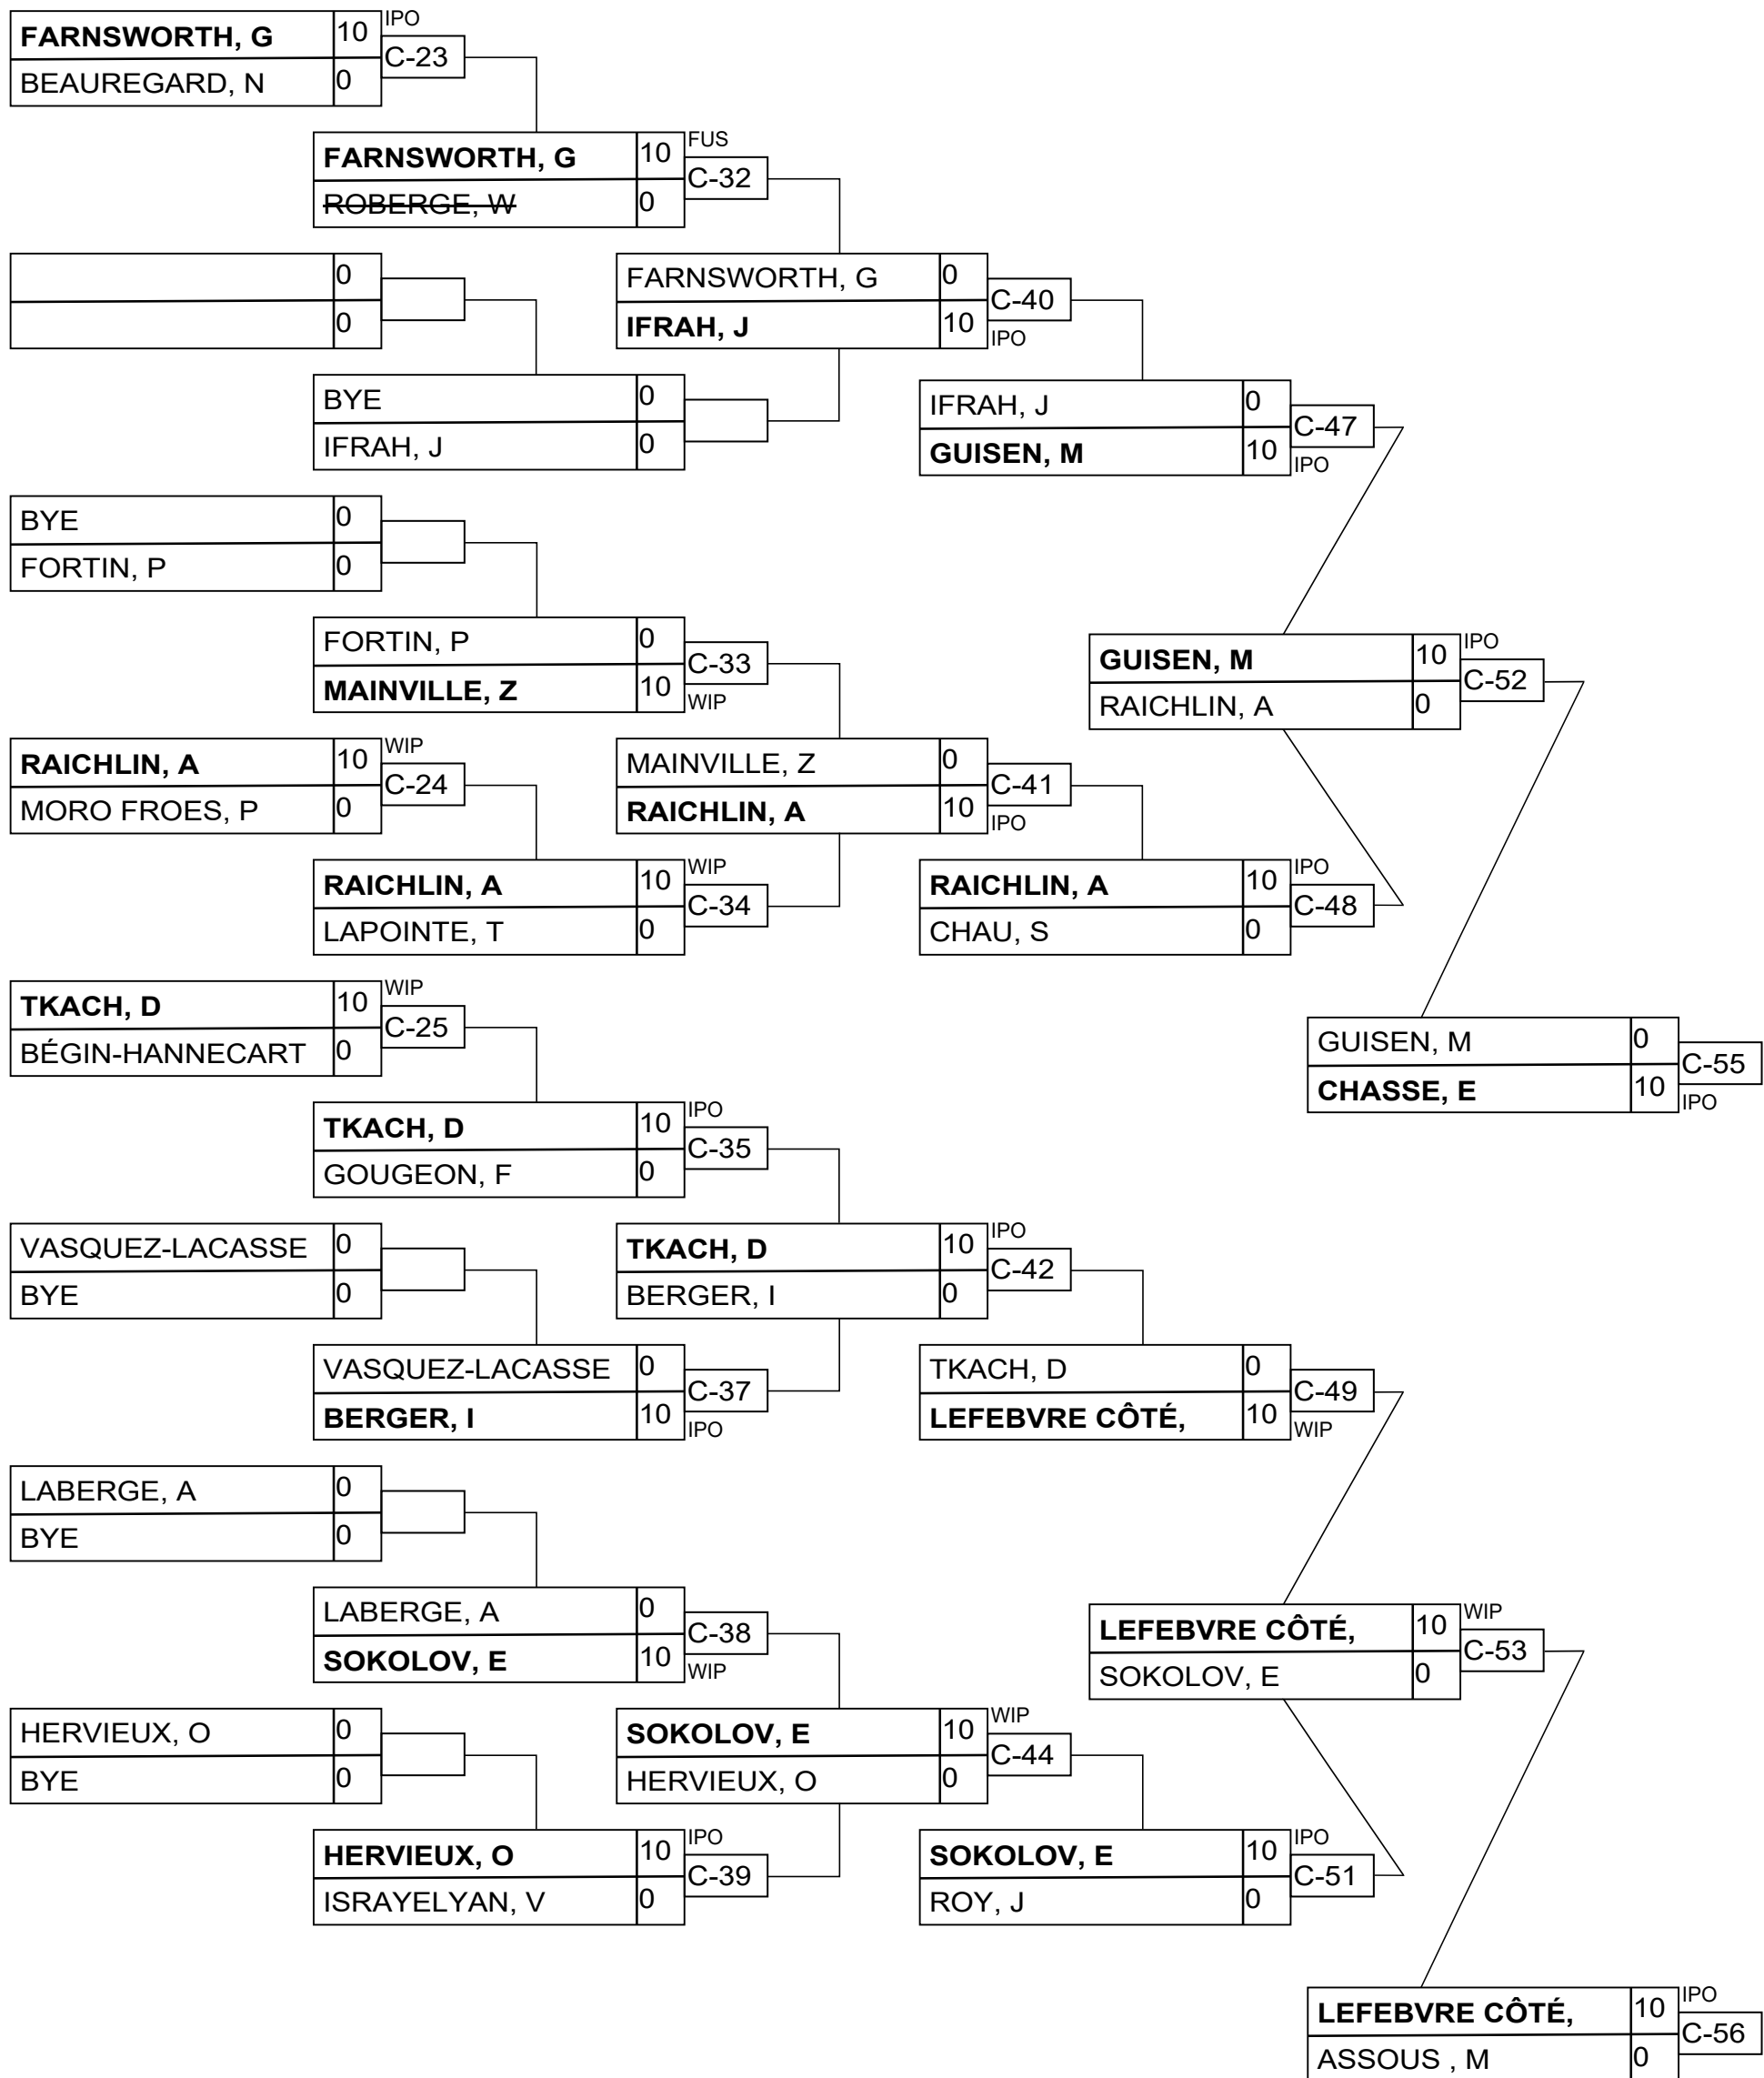 IPO
FARNSWORTH, G 10
C-23
BEAUREGARD, N 0
FUS
FARNSWORTH, G 10
C-32
ROBERGE, W 0
0
0
FARNSWORTH, G 0
C-40
IFRAH, J 10
IPO
BYE 0
IFRAH, J 0
IFRAH, J 0
C-47
GUISEN, M 10
IPO
BYE 0
FORTIN, P 0
FORTIN, P 0
C-33
MAINVILLE, Z 10
WIP
IPO
GUISEN, M 10
C-52
RAICHLIN, A 0
WIP
RAICHLIN, A 10
C-24
MORO FROES, P 0
MAINVILLE, Z 0
C-41
RAICHLIN, A 10
IPO
WIP
RAICHLIN, A 10
C-34
LAPOINTE, T 0
IPO
RAICHLIN, A 10
C-48
CHAU, S 0
WIP
TKACH, D 10
C-25
BÉGIN-HANNECART 0
GUISEN, M 0
C-55
CHASSE, E 10
IPO
IPO
TKACH, D 10
C-35
GOUGEON, F 0
VASQUEZ-LACASSE 0
BYE 0
IPO
TKACH, D 10
C-42
BERGER, I 0
VASQUEZ-LACASSE 0
C-37
BERGER, I 10
IPO
TKACH, D 0
C-49
LEFEBVRE CÔTÉ, 10
WIP
LABERGE, A 0
BYE 0
LABERGE, A 0
C-38
SOKOLOV, E 10
WIP
WIP
LEFEBVRE CÔTÉ, 10
C-53
SOKOLOV, E 0
HERVIEUX, O 0
BYE 0
WIP
SOKOLOV, E 10
C-44
HERVIEUX, O 0
IPO
HERVIEUX, O 10
C-39
ISRAYELYAN, V 0
IPO
SOKOLOV, E 10
C-51
ROY, J 0
IPO
LEFEBVRE CÔTÉ, 10
C-56
ASSOUS , M 0